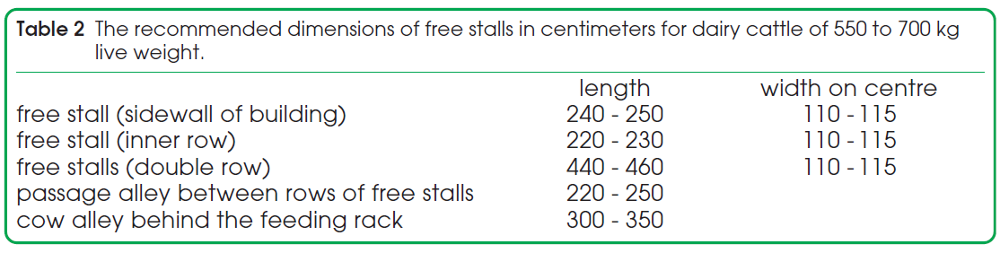 Table 2 The recommended dimensions of free stalls in centimeters for dairy cattle of 550 to 700 kg
live weight.
length width on centre
free stall (sidewall of building) 240 - 250 110 - 115
free stall (inner row) 220 - 230 110 - 115
free stalls (double row) 440 - 460 110 - 115
passage alley between rows of free stalls 220 - 250
cow alley behind the feeding rack 300 - 350